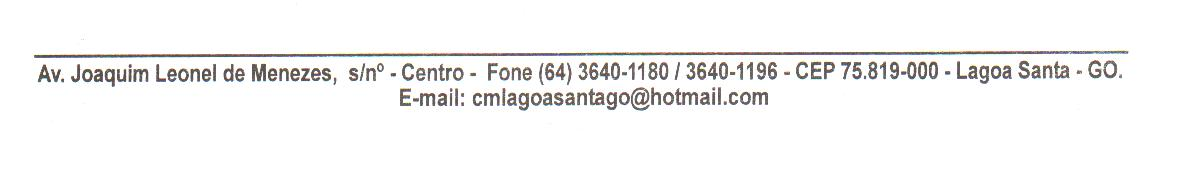 Av. Joaquim Leonel de Menezes, s/nº - Centro - Fone (64) 3640-1180 / 3640-1196 - CEP 75.819-000 - Lagoa Santa - GO.
E-mail: cmlagoasantago@hotmail.com